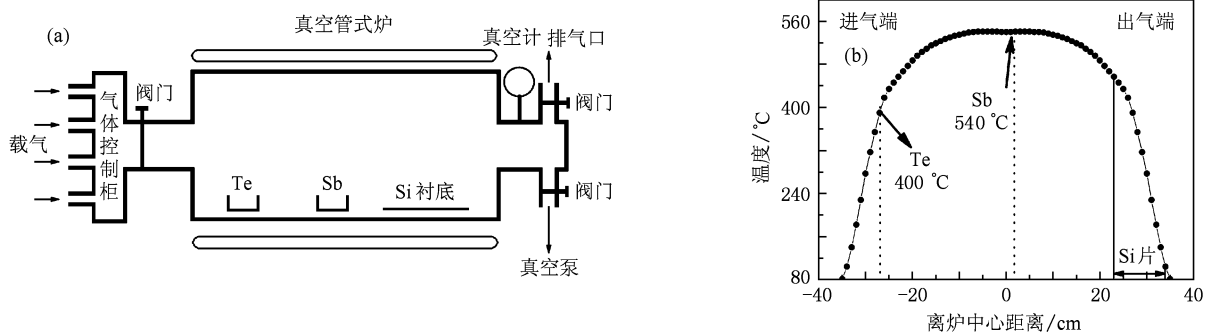 (a)
真空管式炉
真空计
排气口
阀门
阀门
载气
气体控制柜
Te
Sb
Si衬底
阀门
真空泵
(b)
进气端
出气端
Sb
540 ℃
Te
400 ℃
Si片
560
400
240
80
温度/℃
-40
-20
0
20
40
离炉中心距离/cm